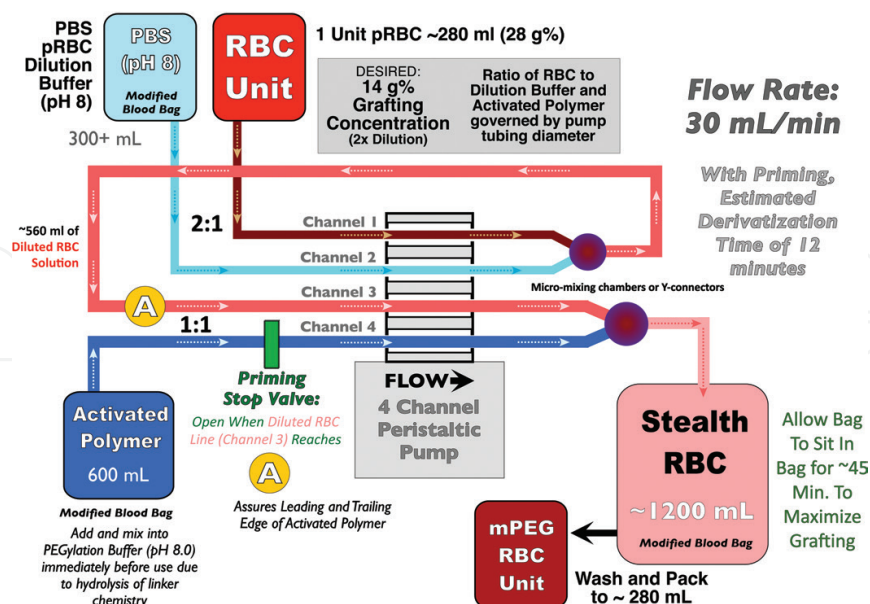 PBS
pRBC
Dilution
Buffer
(pH 8)
PBS
(pH 8)
Modified
Blood Bag
300+ mL
RBC
Unit
1 Unit pRBC ~280 ml (28 g%)
DESIRED:
14 g%
Grafting
Concentration
(2x Dilution)
Ratio of RBC to
Dilution Buffer and
Activated Polymer
governed by pump
tubing diameter
Flow Rate:
30 mL/min
With Priming,
Estimated
Derivatization
Time of 12
minutes
~560 ml of
Diluted RBC
Solution
2:1
Channel 1
Channel 2
Channel 3
Channel 4
Micro-mixing chambers or Y-connectors
A
1:1
Priming
Stop Valve:
Open When Diluted RBC
Line (Channel 3) Reaches
A
Assures Leading and Trailing
Edge of Activated Polymer
FLOW
4 Channel
Peristaltic
Pump
Activated
Polymer
600 mL
Modified Blood Bag
Add and mix into
PEGylation Buffer (pH 8.0)
immediately before use due
to hydrolysis of linker
chemistry
Stealth
RBC
~1200 mL
Modified Blood Bag
Allow Bag
To Sit In
Bag for ~45
Min. To
Maximize
Grafting
mPEG
RBC
Unit
Wash and Pack
to ~ 280 mL